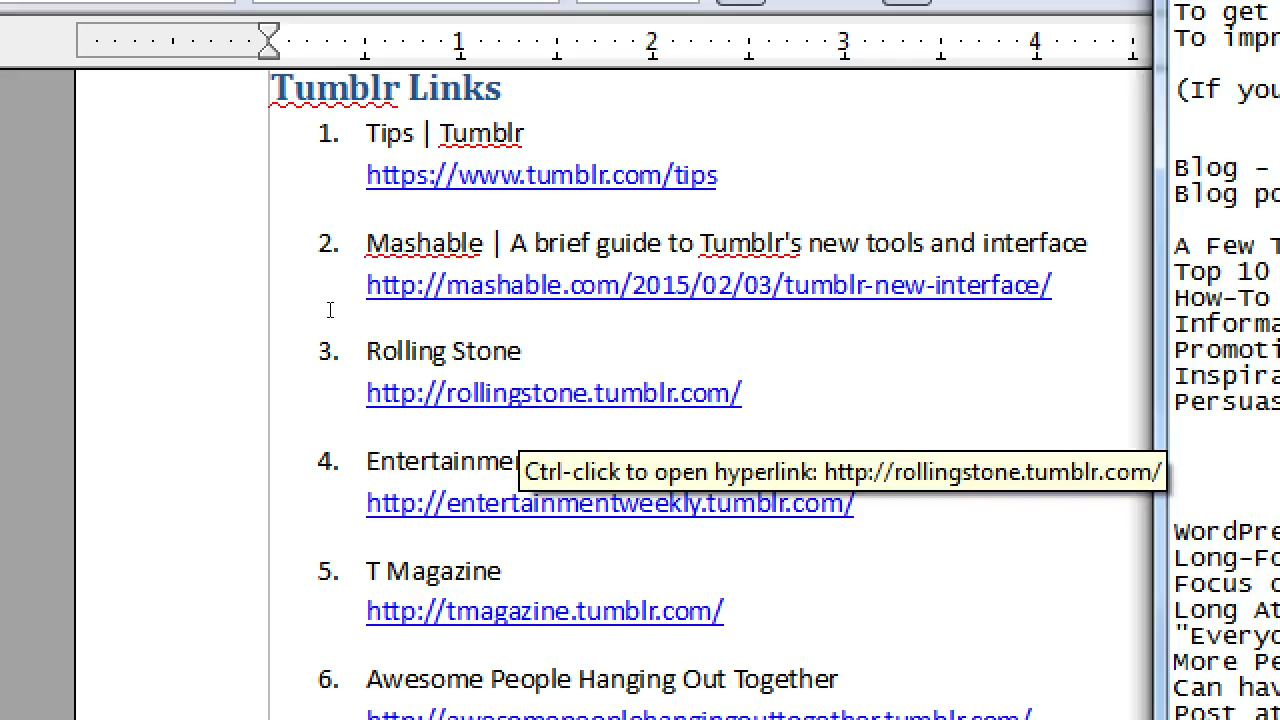 1 2 3 4
Tumblr Links
1. Tips | Tumblr
https://www.tumblr.com/tips
2. Mashable | A brief guide to Tumblr's new tools and interface
http://mashable.com/2015/02/03/tumblr-new-interface/
3. Rolling Stone
http://rollingstone.tumblr.com/
4.
Ctrl-click to open hyperlink: http://rollingstone.tumblr.com/
http://entertainmentweekly.tumblr.com/
5. T Magazine
http://tmagazine.tumblr.com/
6. Awesome People Hanging Out Together
http://awesomepeoplehangingouttogether.tumblr.com/
To get
To impr
(If you
Blog -
Blog po
A Few T
Top 10
How-To
Informa
Promoti
Inspira
Persuas
WordPre
Long-Fo
Focus o
Long At
"Everyo
More Pe
Can hav
Post at